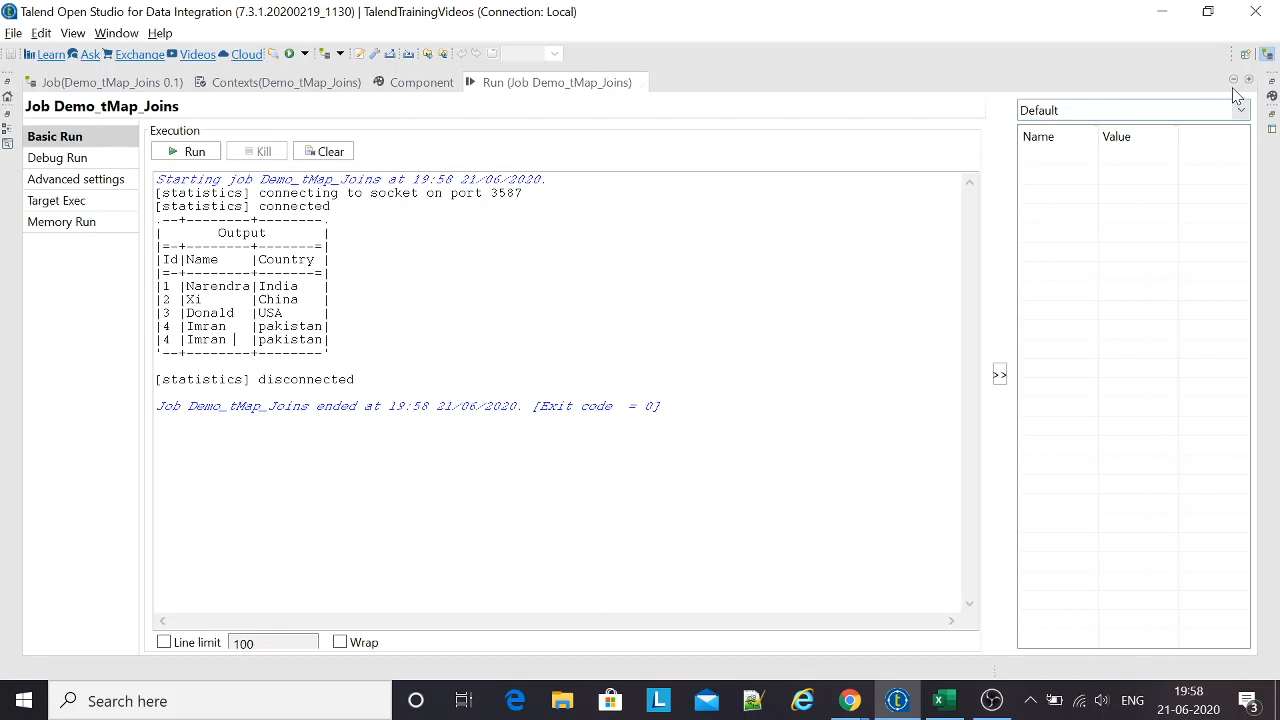 Talend Open Studio for Data Integration (7.3.1.20200219_1130) | TalendTrainingVideos (Connection: Local)
File Edit View Window Help
Learn Ask Exchange Videos Cloud
Job(Demo_tMap_Joins 0.1) Contexts(Demo_tMap_Joins) Component Run (Job Demo_tMap_Joins)
Job Demo_tMap_Joins
Default
Basic Run
Debug Run
Advanced settings
Target Exec
Memory Run
Execution
Run Kill Clear
Name Value
Starting job Demo_tMap_Joins at 19:58 21/06/2020.
[statistics] connecting to socket on port 3587
[statistics] connected
.--+--------+--------.
| Output |
|=-+--------+-------=|
|Id|Name |Country |
|=-+--------+-------=|
|1 |Narendra|India |
|2 |Xi |China |
|3 |Donald |USA |
|4 |Imran |pakistan|
|4 |Imran |pakistan|
'--+--------+--------'
[statistics] disconnected
Job Demo_tMap_Joins ended at 19:58 21/06/2020. [Exit code = 0]
>>
Line limit 100 Wrap
Search here
ENG
19:58
21-06-2020
3